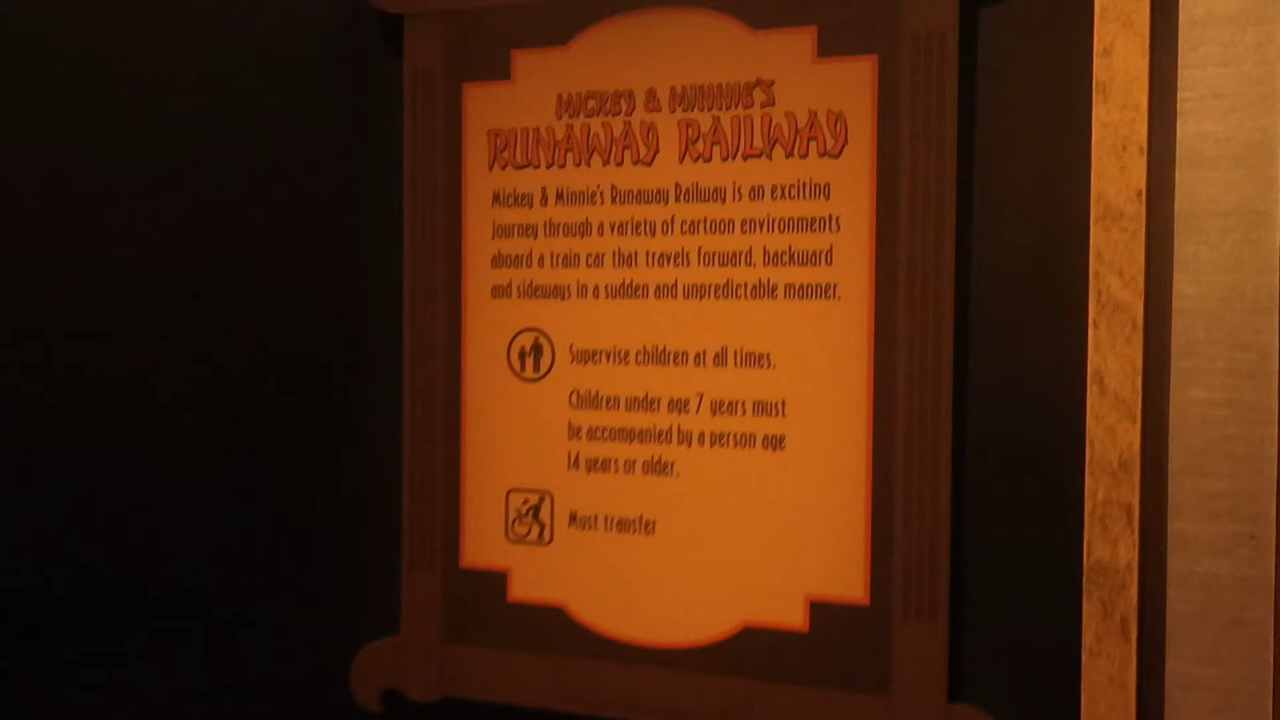 MICKEY & MINNIE'S
RUNAWAY RAILWAY
Mickey & Minnie's Runaway Railway is an exciting
journey through a variety of cartoon environments
aboard a train car that travels forward, backward
and sideways in a sudden and unpredictable manner.
Supervise children at all times.
Children under age 7 years must
be accompanied by a person age
14 years or older.
Must transfer